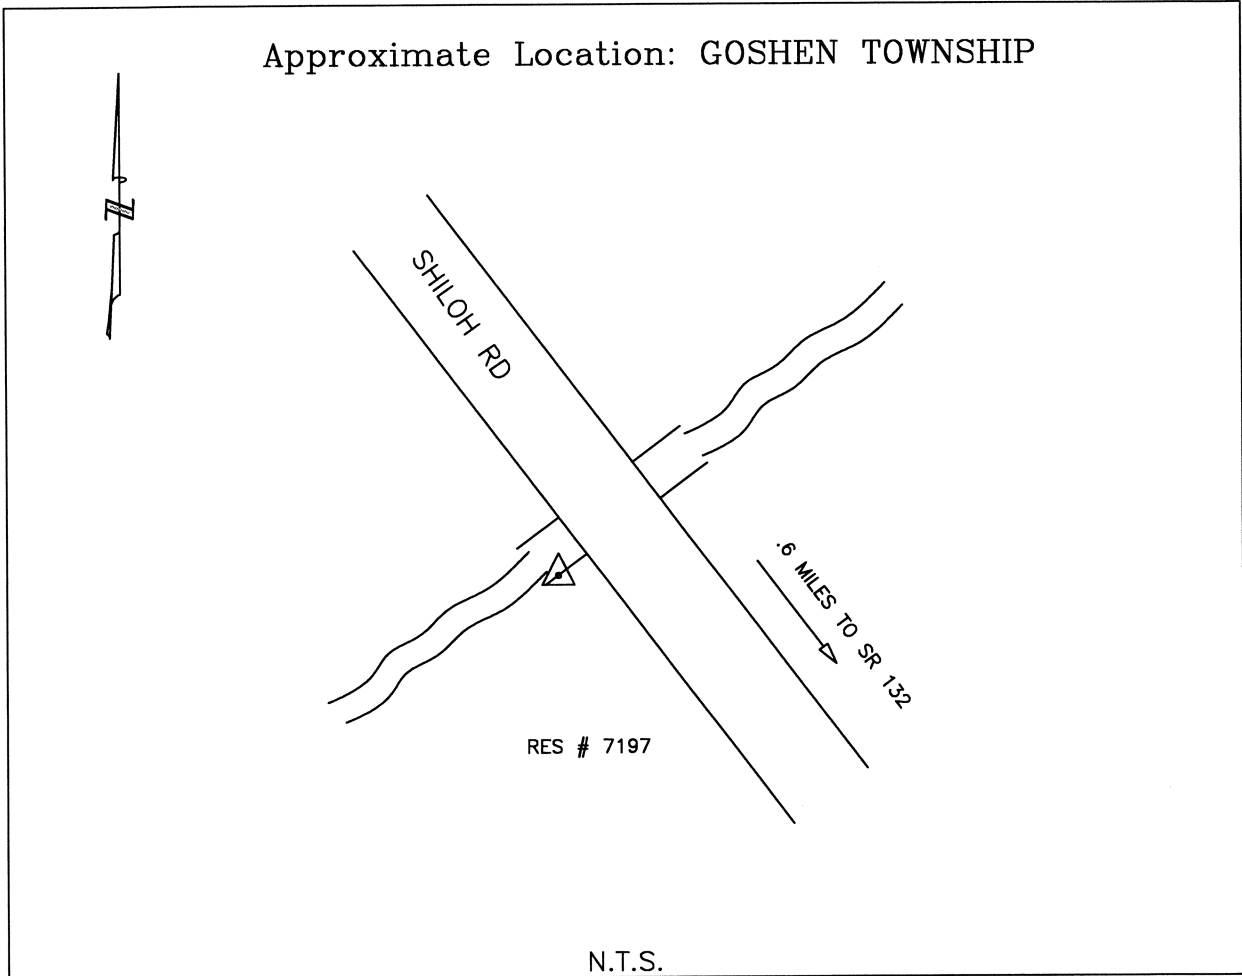 Approximate Location: GOSHEN TOWNSHIP
N
SHILOH RD
.6 MILES TO SR 132
RES # 7197
N.T.S.